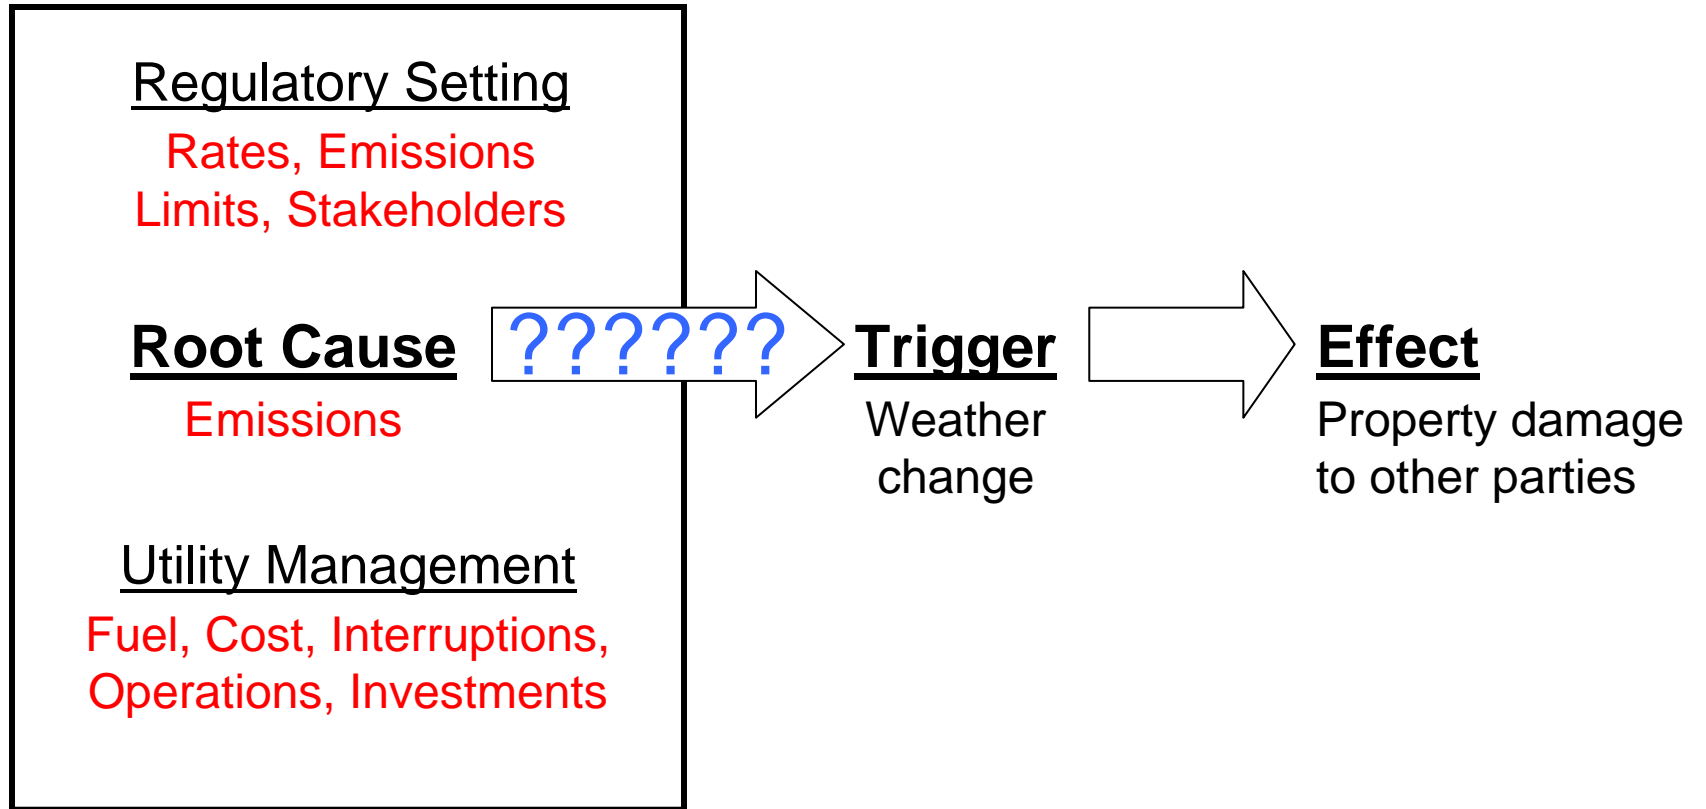 Regulatory Setting
Rates, Emissions
Limits, Stakeholders
Root Cause
??????
Trigger
Effect
Emissions
Weather
change
Property damage
to other parties
Utility Management
Fuel, Cost, Interruptions,
Operations, Investments